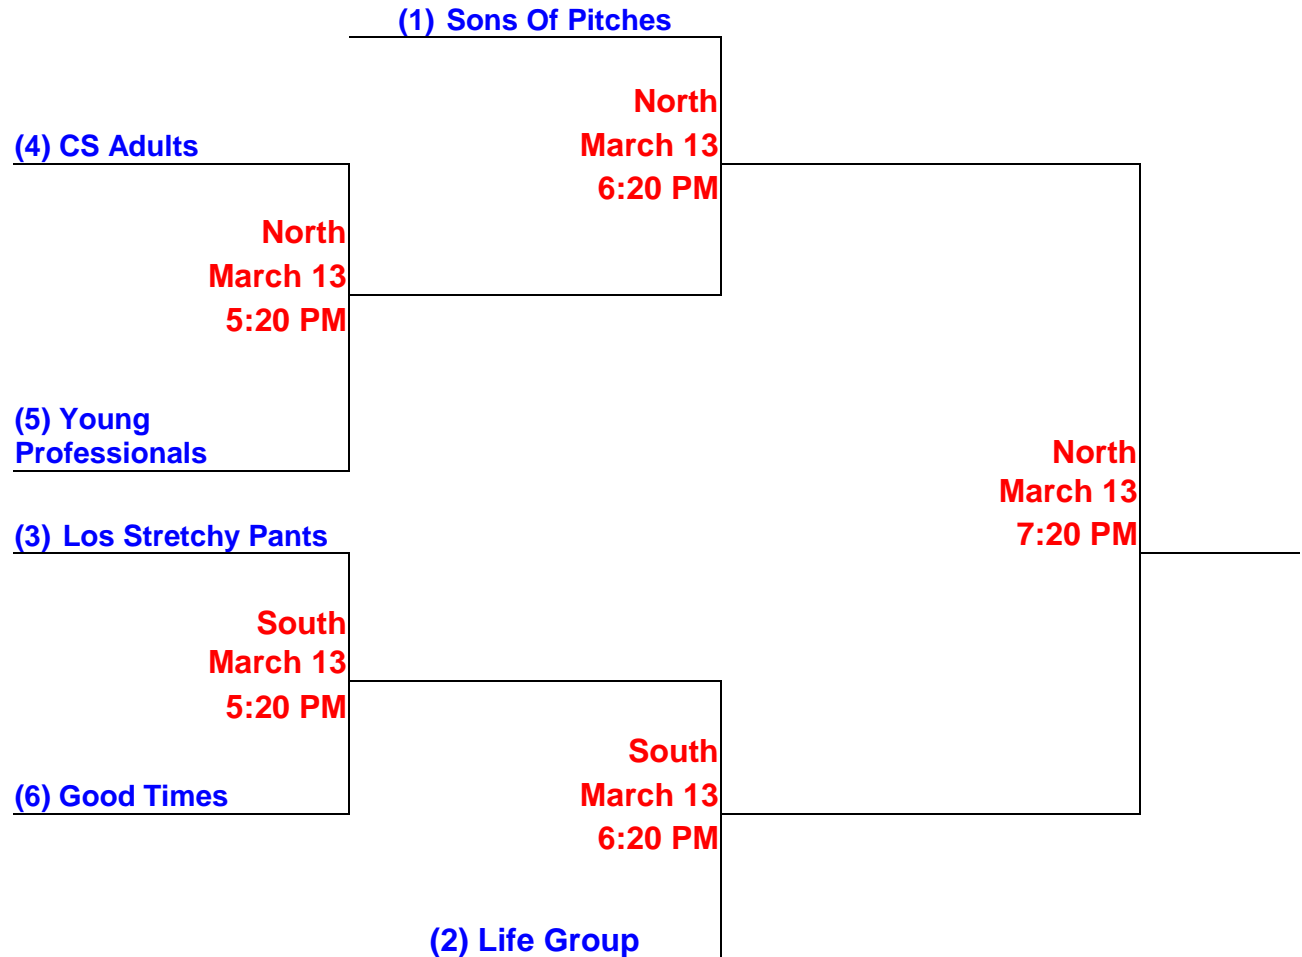 (1) Sons Of Pitches
North
March 13
6:20 PM
(4) CS Adults
North
March 13
5:20 PM
(5) Young
Professionals
North
March 13
7:20 PM
(3) Los Stretchy Pants
South
March 13
5:20 PM
(6) Good Times
South
March 13
6:20 PM
(2) Life Group